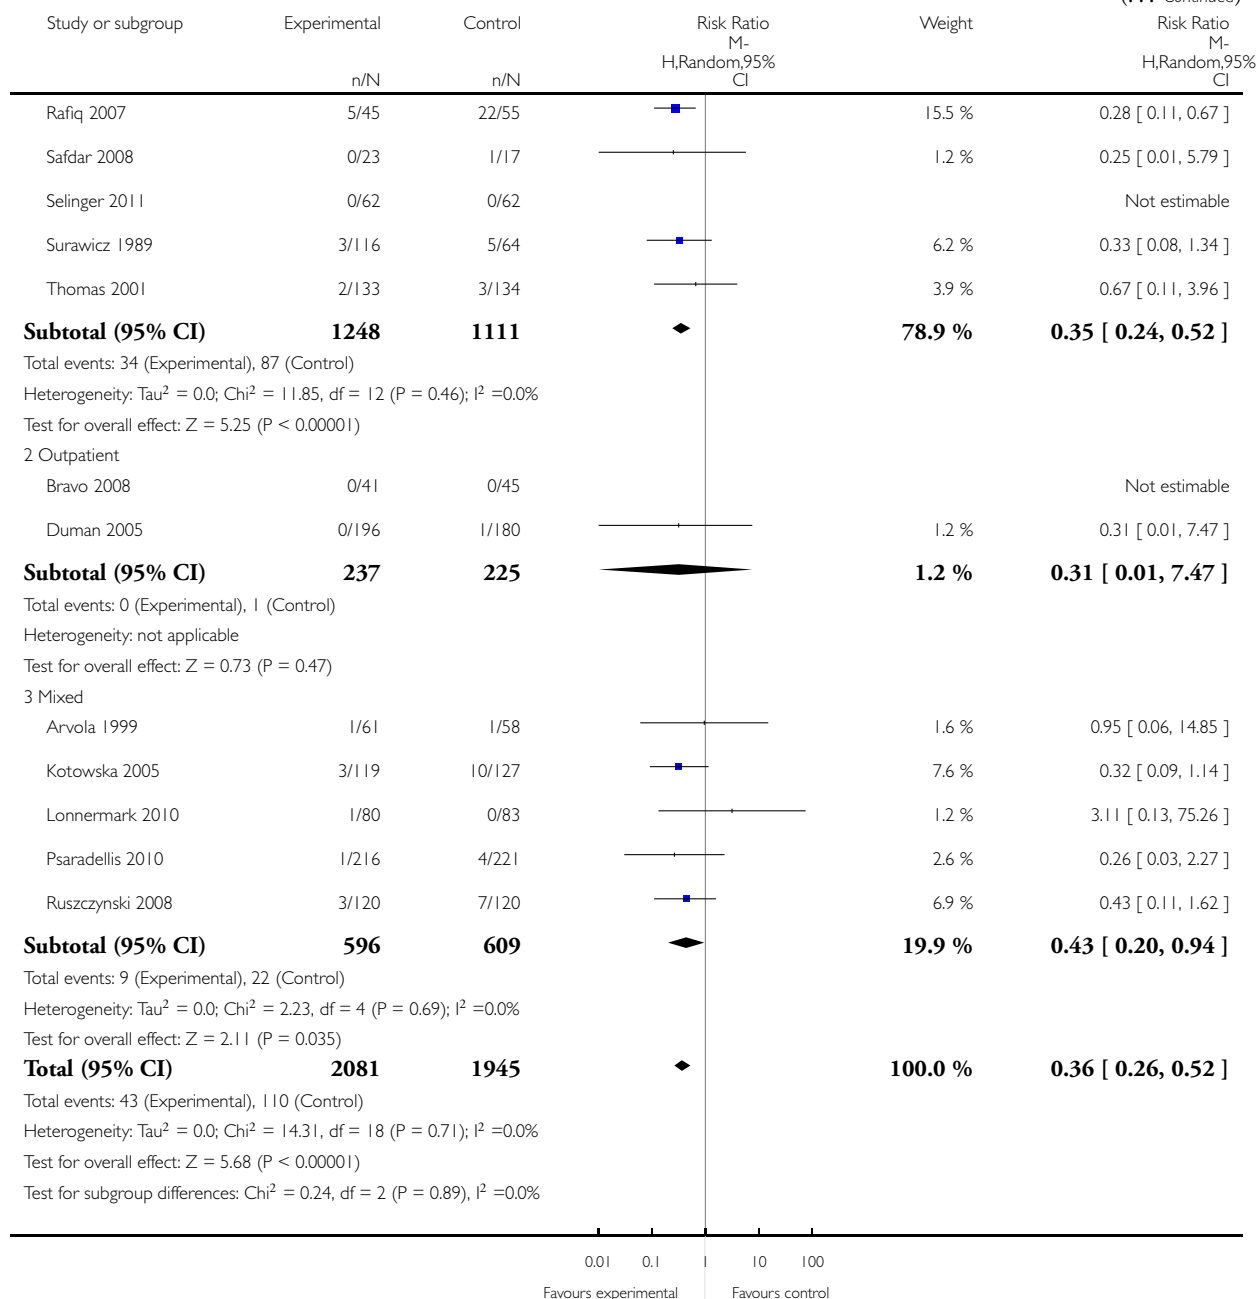 Study or subgroup Experimental Control Risk Ratio Weight Risk Ratio
M- M-
H,Random,95% H,Random,95%
n/N n/N CI CI
Rafiq 2007 5/45 22/55 15.5 % 0.28 [ 0.11, 0.67 ]
Safdar 2008 0/23 1/17 1.2 % 0.25 [ 0.01, 5.79 ]
Selinger 2011 0/62 0/62 Not estimable
Surawicz 1989 3/116 5/64 6.2 % 0.33 [ 0.08, 1.34 ]
Thomas 2001 2/133 3/134 3.9 % 0.67 [ 0.11, 3.96 ]
Subtotal (95% CI) 1248 1111 78.9 % 0.35 [ 0.24, 0.52 ]
Total events: 34 (Experimental), 87 (Control)
Heterogeneity: Tau² = 0.0; Chi² = 11.85, df = 12 (P = 0.46); I² =0.0%
Test for overall effect: Z = 5.25 (P < 0.00001)
2 Outpatient
Bravo 2008 0/41 0/45 Not estimable
Duman 2005 0/196 1/180 1.2 % 0.31 [ 0.01, 7.47 ]
Subtotal (95% CI) 237 225 1.2 % 0.31 [ 0.01, 7.47 ]
Total events: 0 (Experimental), 1 (Control)
Heterogeneity: not applicable
Test for overall effect: Z = 0.73 (P = 0.47)
3 Mixed
Arvola 1999 1/61 1/58 1.6 % 0.95 [ 0.06, 14.85 ]
Kotowska 2005 3/119 10/127 7.6 % 0.32 [ 0.09, 1.14 ]
Lonnermark 2010 1/80 0/83 1.2 % 3.11 [ 0.13, 75.26 ]
Psaradellis 2010 1/216 4/221 2.6 % 0.26 [ 0.03, 2.27 ]
Ruszczynski 2008 3/120 7/120 6.9 % 0.43 [ 0.11, 1.62 ]
Subtotal (95% CI) 596 609 19.9 % 0.43 [ 0.20, 0.94 ]
Total events: 9 (Experimental), 22 (Control)
Heterogeneity: Tau² = 0.0; Chi² = 2.23, df = 4 (P = 0.69); I² =0.0%
Test for overall effect: Z = 2.11 (P = 0.035)
Total (95% CI) 2081 1945 100.0 % 0.36 [ 0.26, 0.52 ]
Total events: 43 (Experimental), 110 (Control)
Heterogeneity: Tau² = 0.0; Chi² = 14.31, df = 18 (P = 0.71); I² =0.0%
Test for overall effect: Z = 5.68 (P < 0.00001)
Test for subgroup differences: Chi² = 0.24, df = 2 (P = 0.89), I² =0.0%
0.01 0.1 1 10 100
Favours experimental Favours control